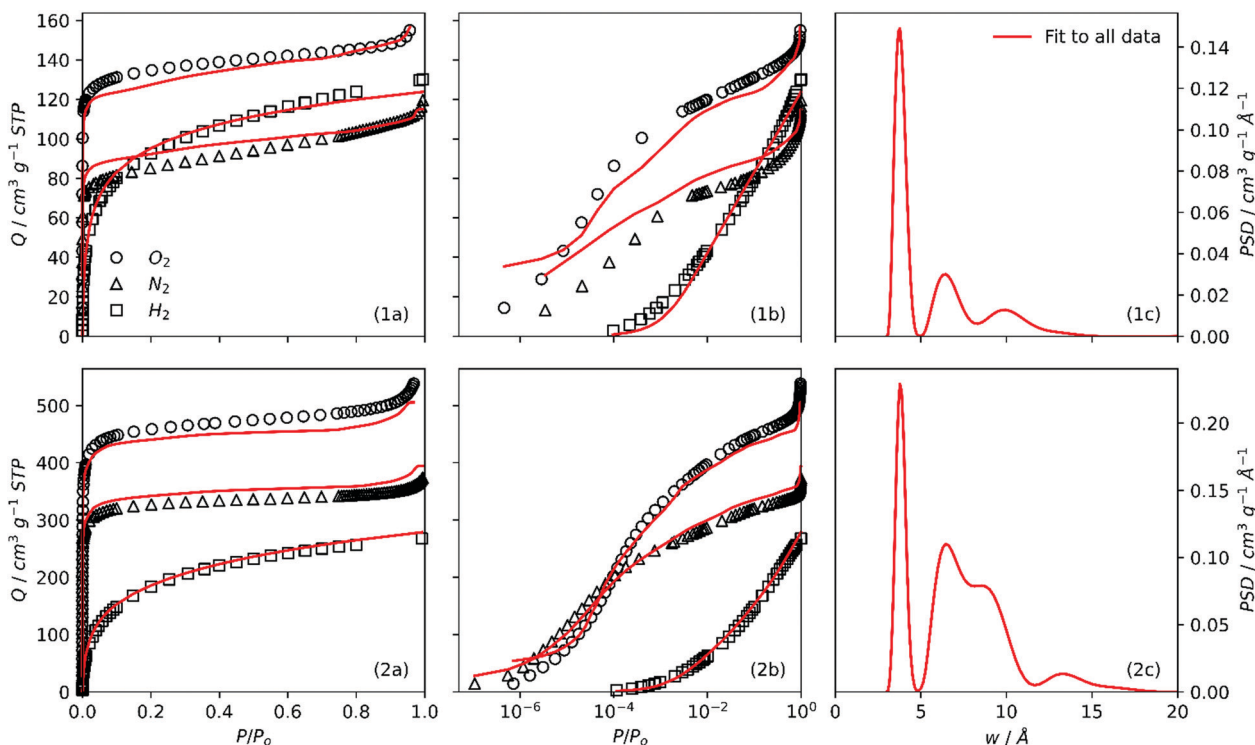 160
140
120
100
80
60
40
20
0
Q / cm³ g⁻¹ STP
O₂
N₂
H₂
(1a)
(1b)
Fit to all data
(1c)
0.14
0.12
0.10
0.08
0.06
0.04
0.02
0.00
PSD / cm³ g⁻¹ Å⁻¹
500
400
300
200
100
0
Q / cm³ g⁻¹ STP
(2a)
0.0 0.2 0.4 0.6 0.8 1.0
P/Pₒ
(2b)
10⁻⁶ 10⁻⁴ 10⁻² 10⁰
P/Pₒ
(2c)
0 5 10 15 20
w / Å
0.20
0.15
0.10
0.05
0.00
PSD / cm³ g⁻¹ Å⁻¹